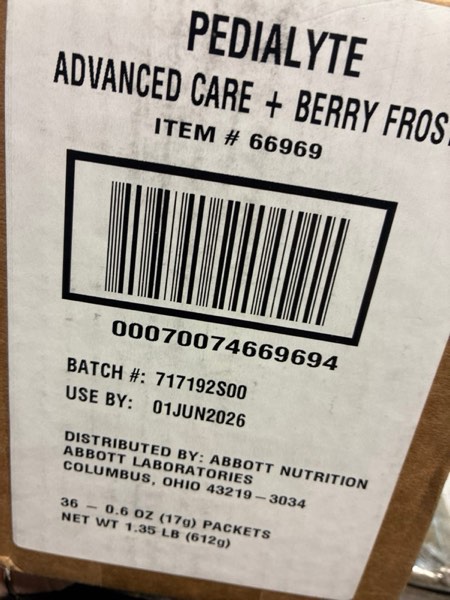 PEDIALYTE
ADVANCED CARE + BERRY FROS
ITEM # 66969
00070074669694
BATCH #: 717192S00
USE BY: 01JUN2026
DISTRIBUTED BY: ABBOTT NUTRITION
ABBOTT LABORATORIES
COLUMBUS, OHIO 43219-3034
36 - 0.6 OZ (17g) PACKETS
NET WT 1.35 LB (612g)